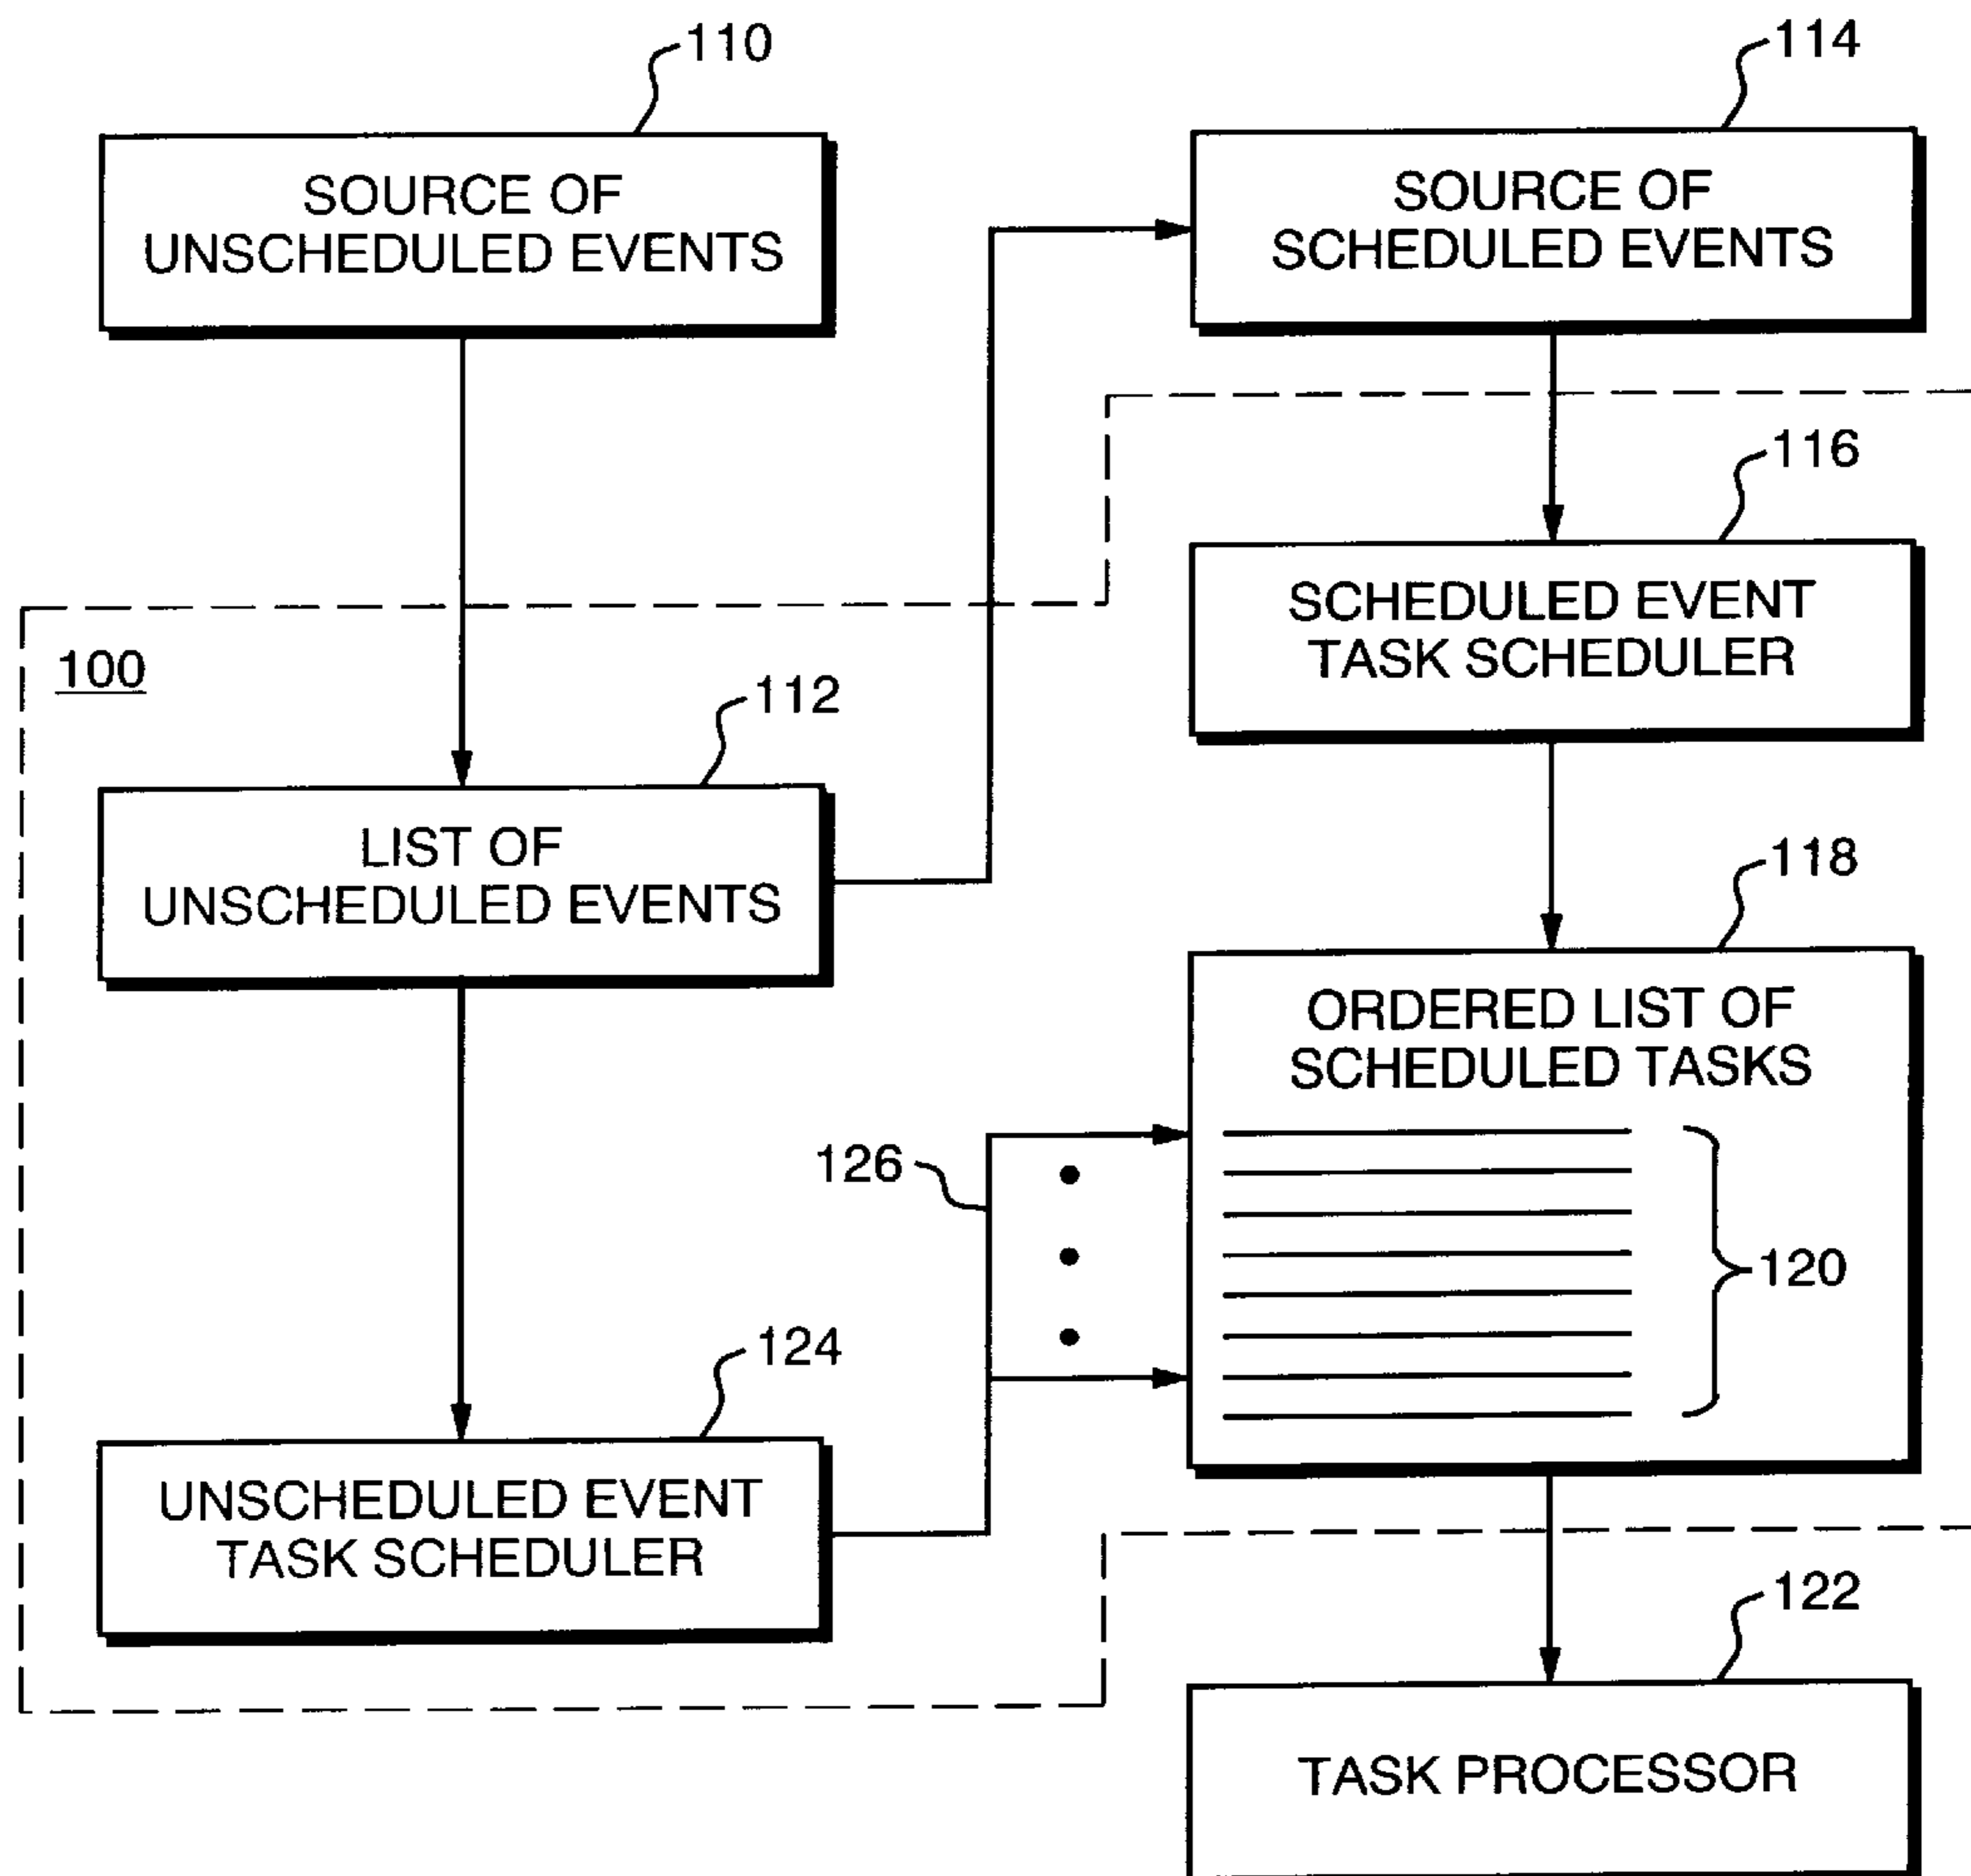 110
SOURCE OF
UNSCHEDULED EVENTS
114
SOURCE OF
SCHEDULED EVENTS
100
116
SCHEDULED EVENT
TASK SCHEDULER
112
LIST OF
UNSCHEDULED EVENTS
118
ORDERED LIST OF
SCHEDULED TASKS
126
120
124
UNSCHEDULED EVENT
TASK SCHEDULER
122
TASK PROCESSOR